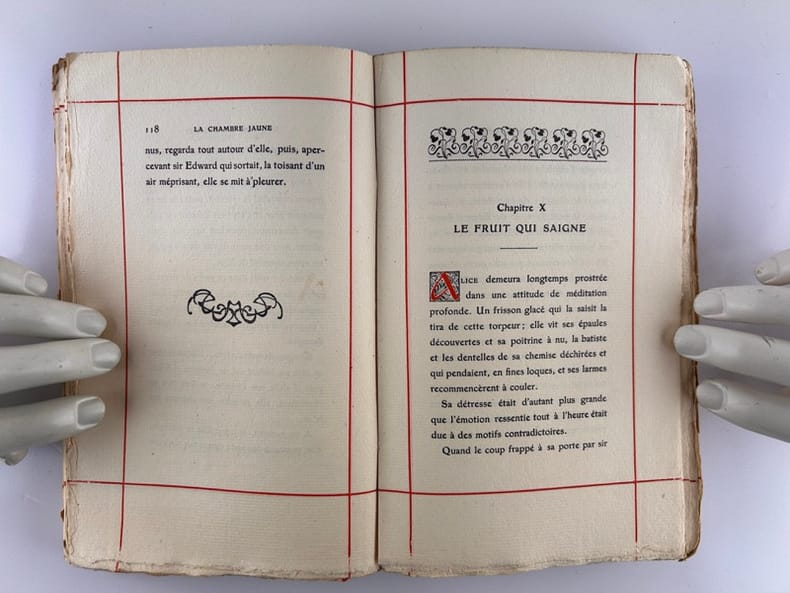 118 LA CHAMBRE JAUNE
nus, regarda tout autour d'elle, puis, aper-
cevant sir Edward qui sortait, la toisant d'un
air méprisant, elle se mit à pleurer.
Chapitre X
LE FRUIT QUI SAIGNE
ALICE demeura longtemps prostrée
dans une attitude de méditation
profonde. Un frisson glacé qui la saisit la
tira de cette torpeur; elle vit ses épaules
découvertes et sa poitrine à nu, la batiste
et les dentelles de sa chemise déchirées et
qui pendaient, en fines loques, et ses larmes
recommencèrent à couler.
Sa détresse était d'autant plus grande
que l'émotion ressentie tout à l'heure était
due à des motifs contradictoires.
Quand le coup frappé à sa porte par sir